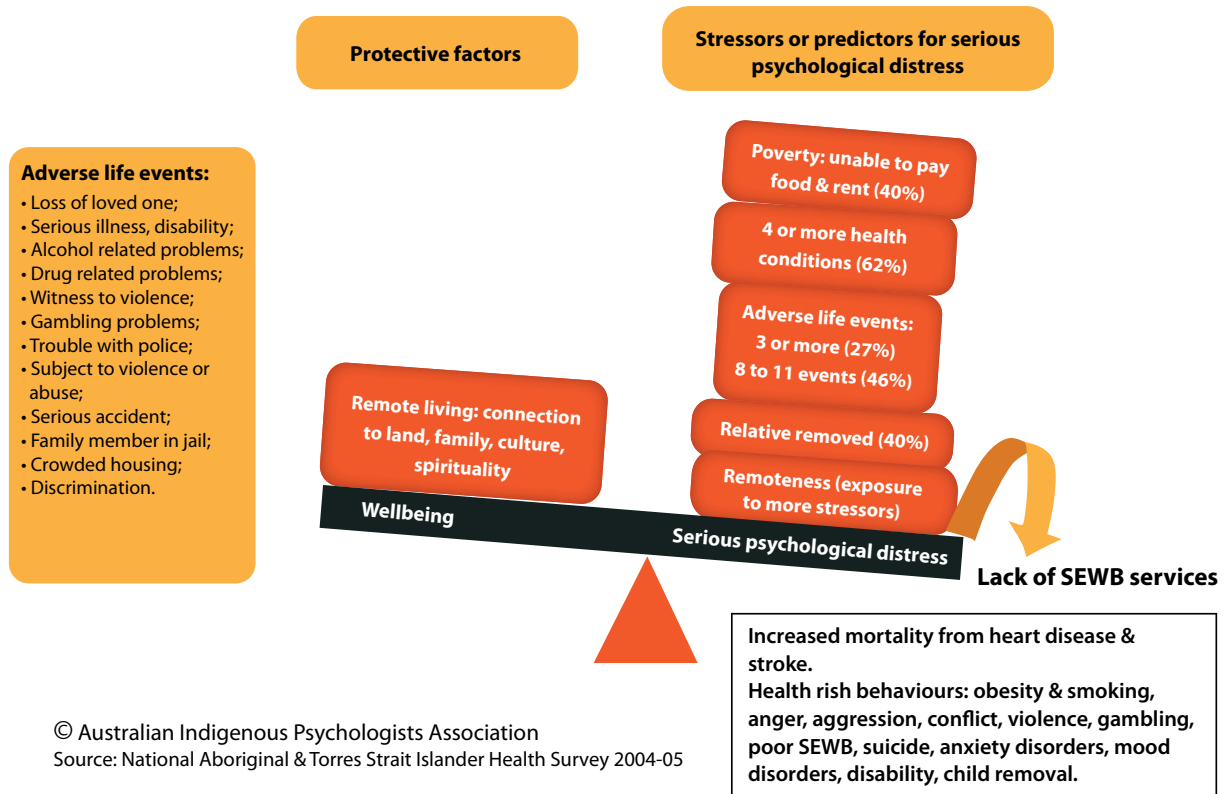 Protective factors
Stressors or predictors for serious
psychological distress
Adverse life events:
• Loss of loved one;
• Serious illness, disability;
• Alcohol related problems;
• Drug related problems;
• Witness to violence;
• Gambling problems;
• Trouble with police;
• Subject to violence or
abuse;
• Serious accident;
• Family member in jail;
• Crowded housing;
• Discrimination.
Remote living: connection
to land, family, culture,
spirituality
Poverty: unable to pay
food & rent (40%)
4 or more health
conditions (62%)
Adverse life events:
3 or more (27%)
8 to 11 events (46%)
Relative removed (40%)
Remoteness (exposure
to more stressors)
Wellbeing
Serious psychological distress
Lack of SEWB services
Increased mortality from heart disease &
stroke.
Health rish behaviours: obesity & smoking,
anger, aggression, conflict, violence, gambling,
poor SEWB, suicide, anxiety disorders, mood
disorders, disability, child removal.
© Australian Indigenous Psychologists Association
Source: National Aboriginal & Torres Strait Islander Health Survey 2004-05